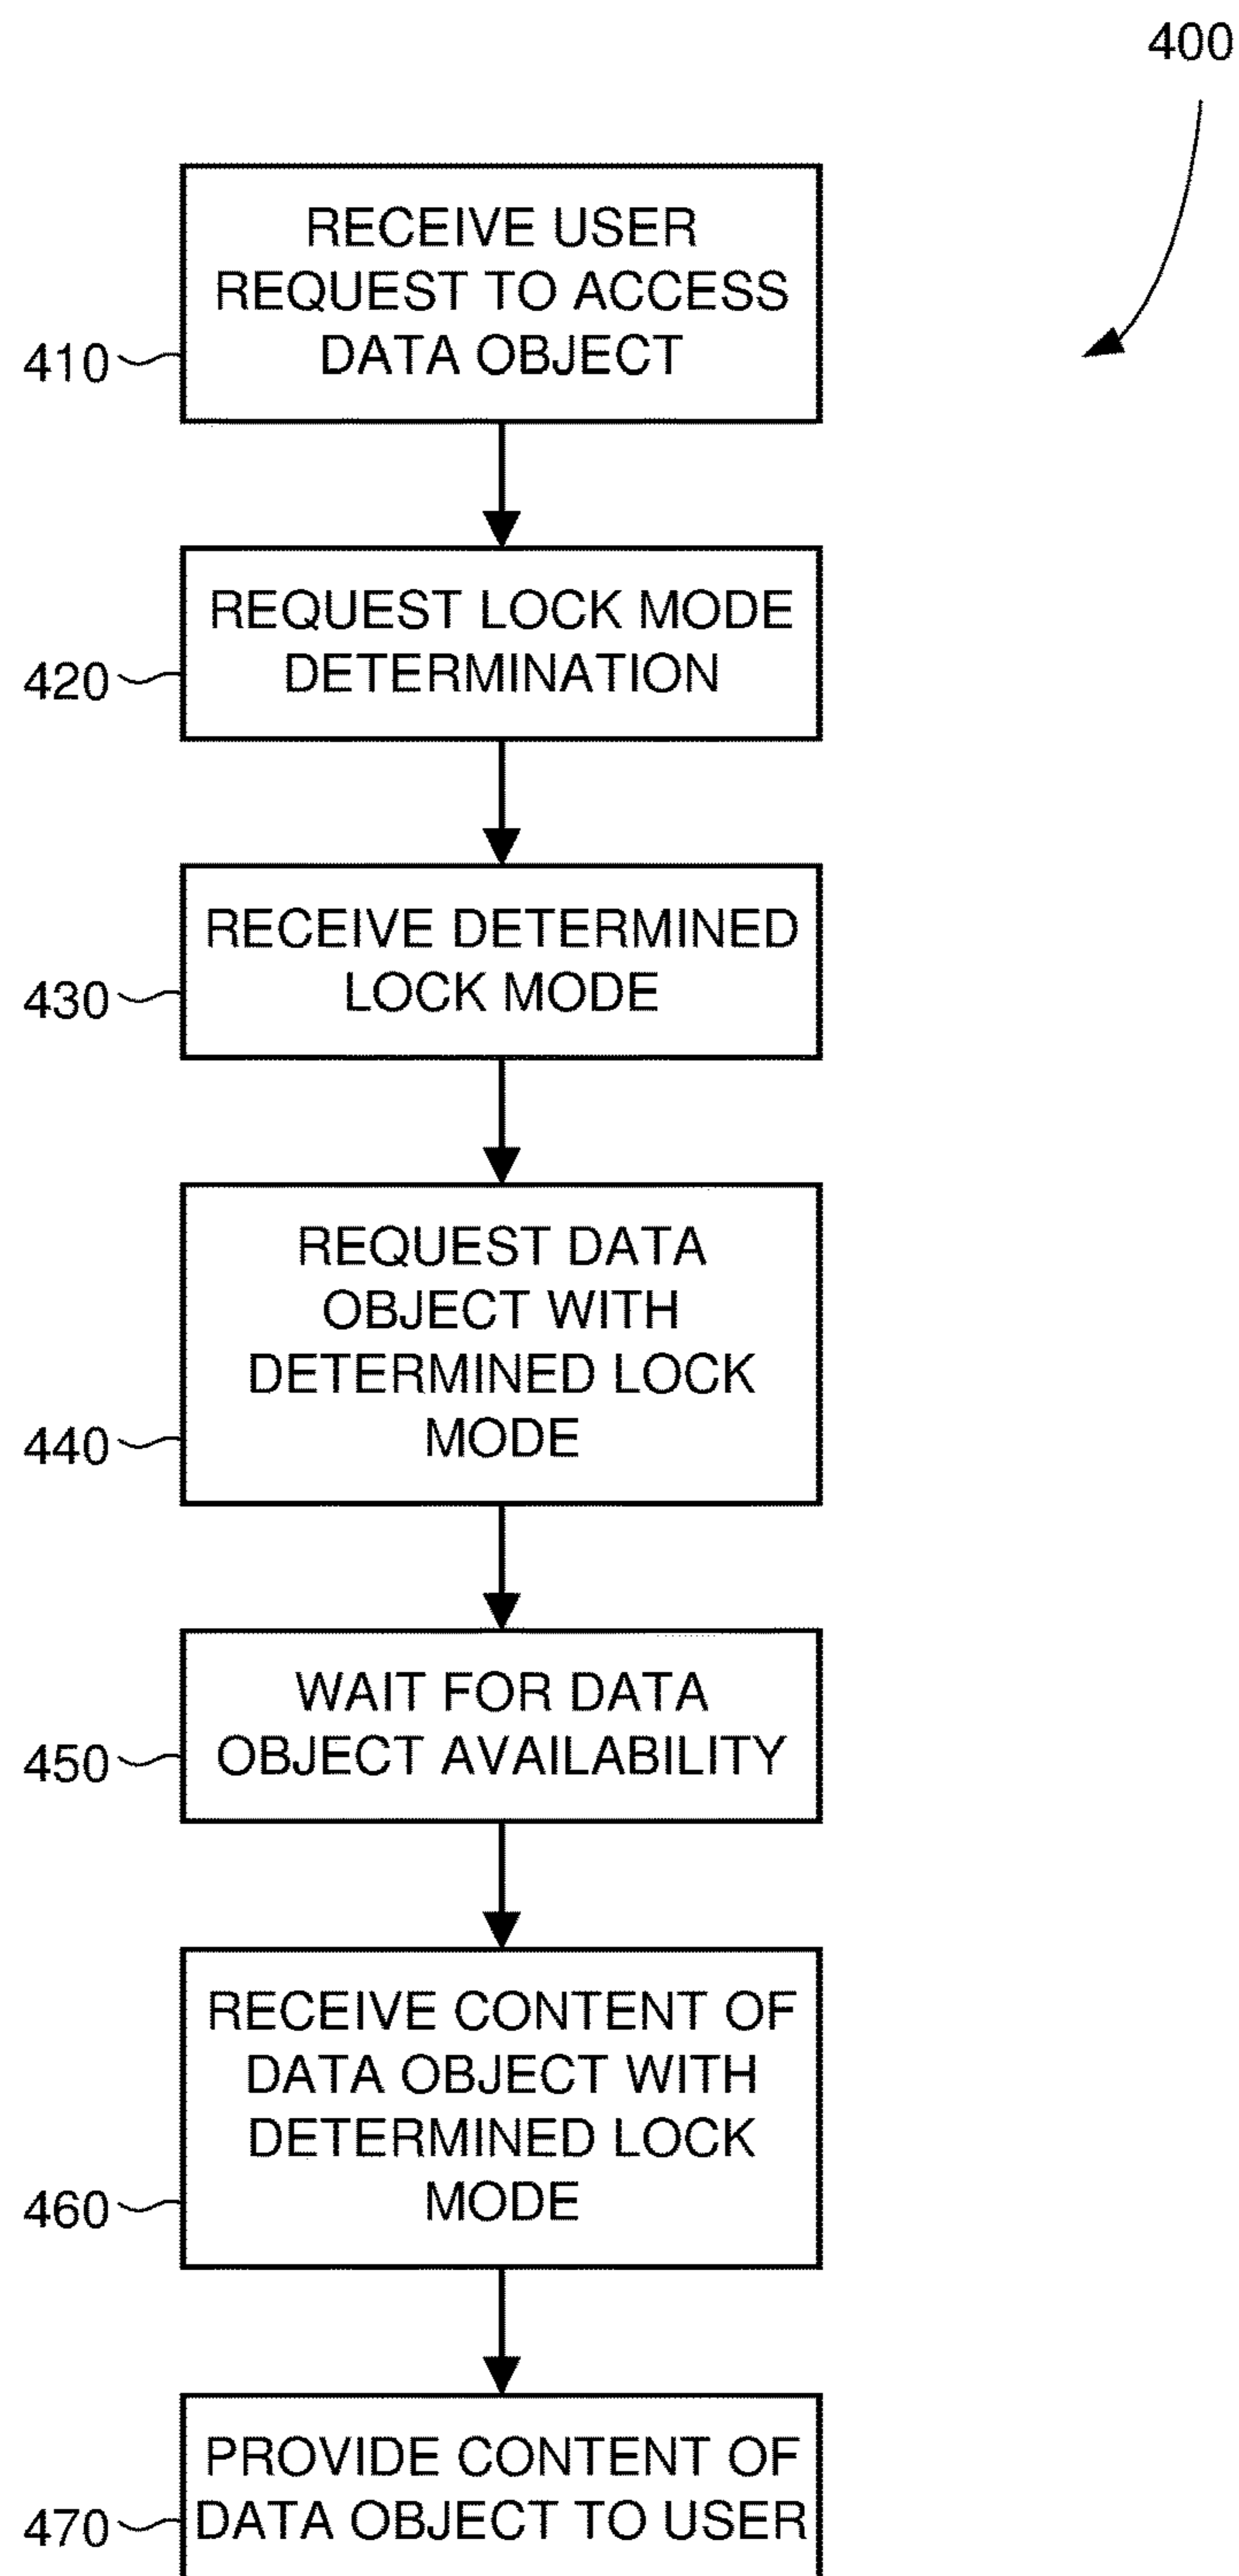 400
RECEIVE USER
REQUEST TO ACCESS
DATA OBJECT
410
REQUEST LOCK MODE
DETERMINATION
420
RECEIVE DETERMINED
LOCK MODE
430
REQUEST DATA
OBJECT WITH
DETERMINED LOCK
MODE
440
WAIT FOR DATA
OBJECT AVAILABILITY
450
RECEIVE CONTENT OF
DATA OBJECT WITH
DETERMINED LOCK
MODE
460
PROVIDE CONTENT OF
DATA OBJECT TO USER
470